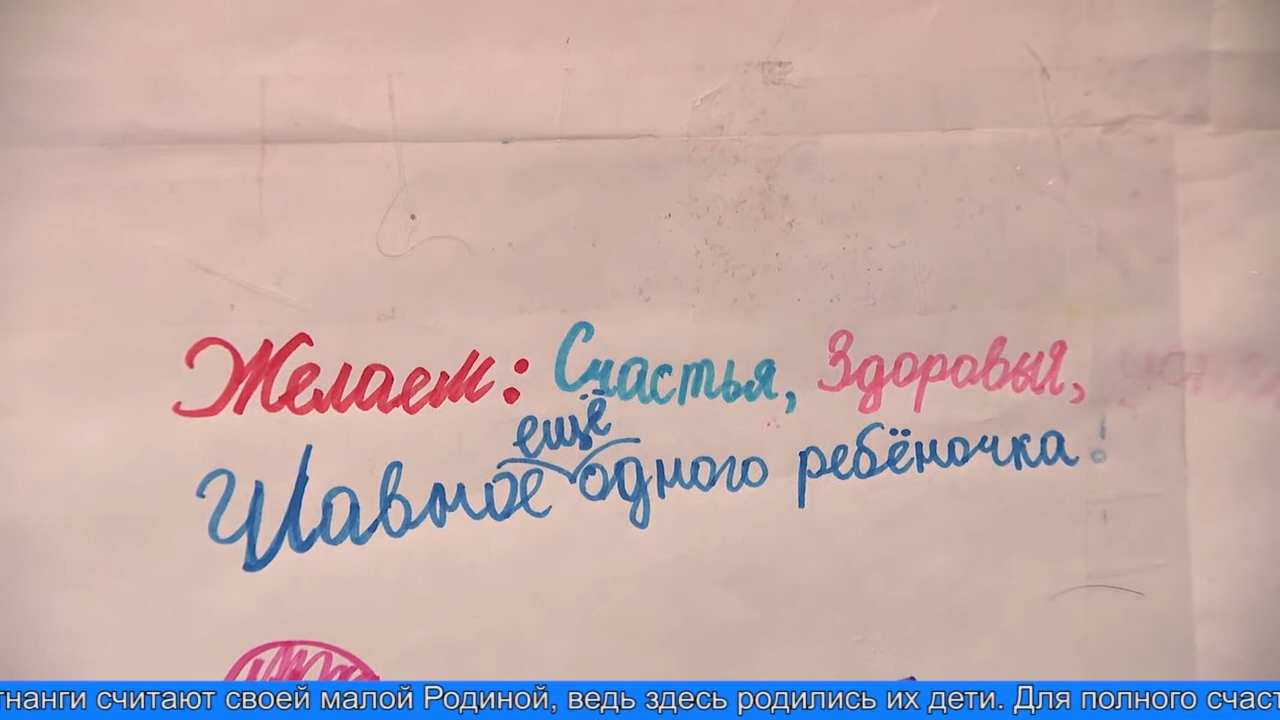 Желаем: Счастья, Здоровья,
ещё
Главное одного ребёночка!
тнанги считают своей малой Родиной, ведь здесь родились их дети. Для полного счаст